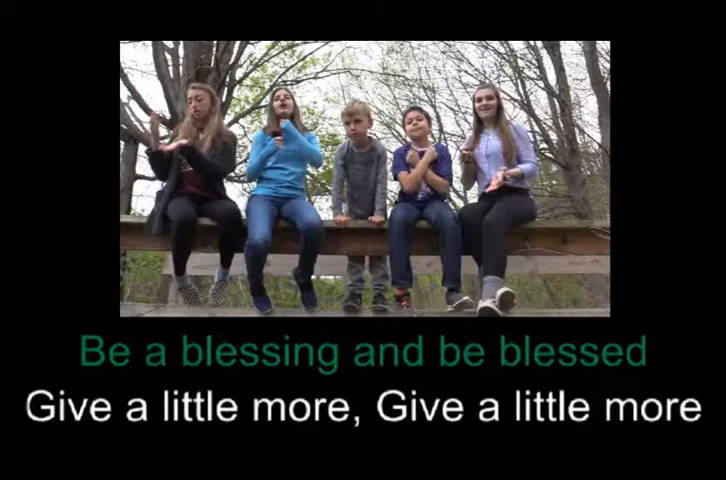 Be a blessing and be blessed
Give a little more, Give a little more